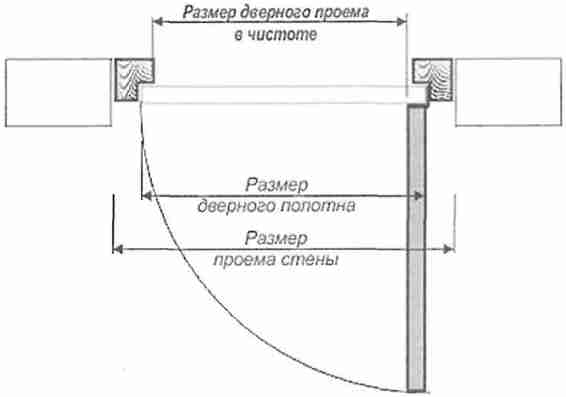 Размер дверного проема
в чистоте
Размер
дверного полотна
Размер
проема стены